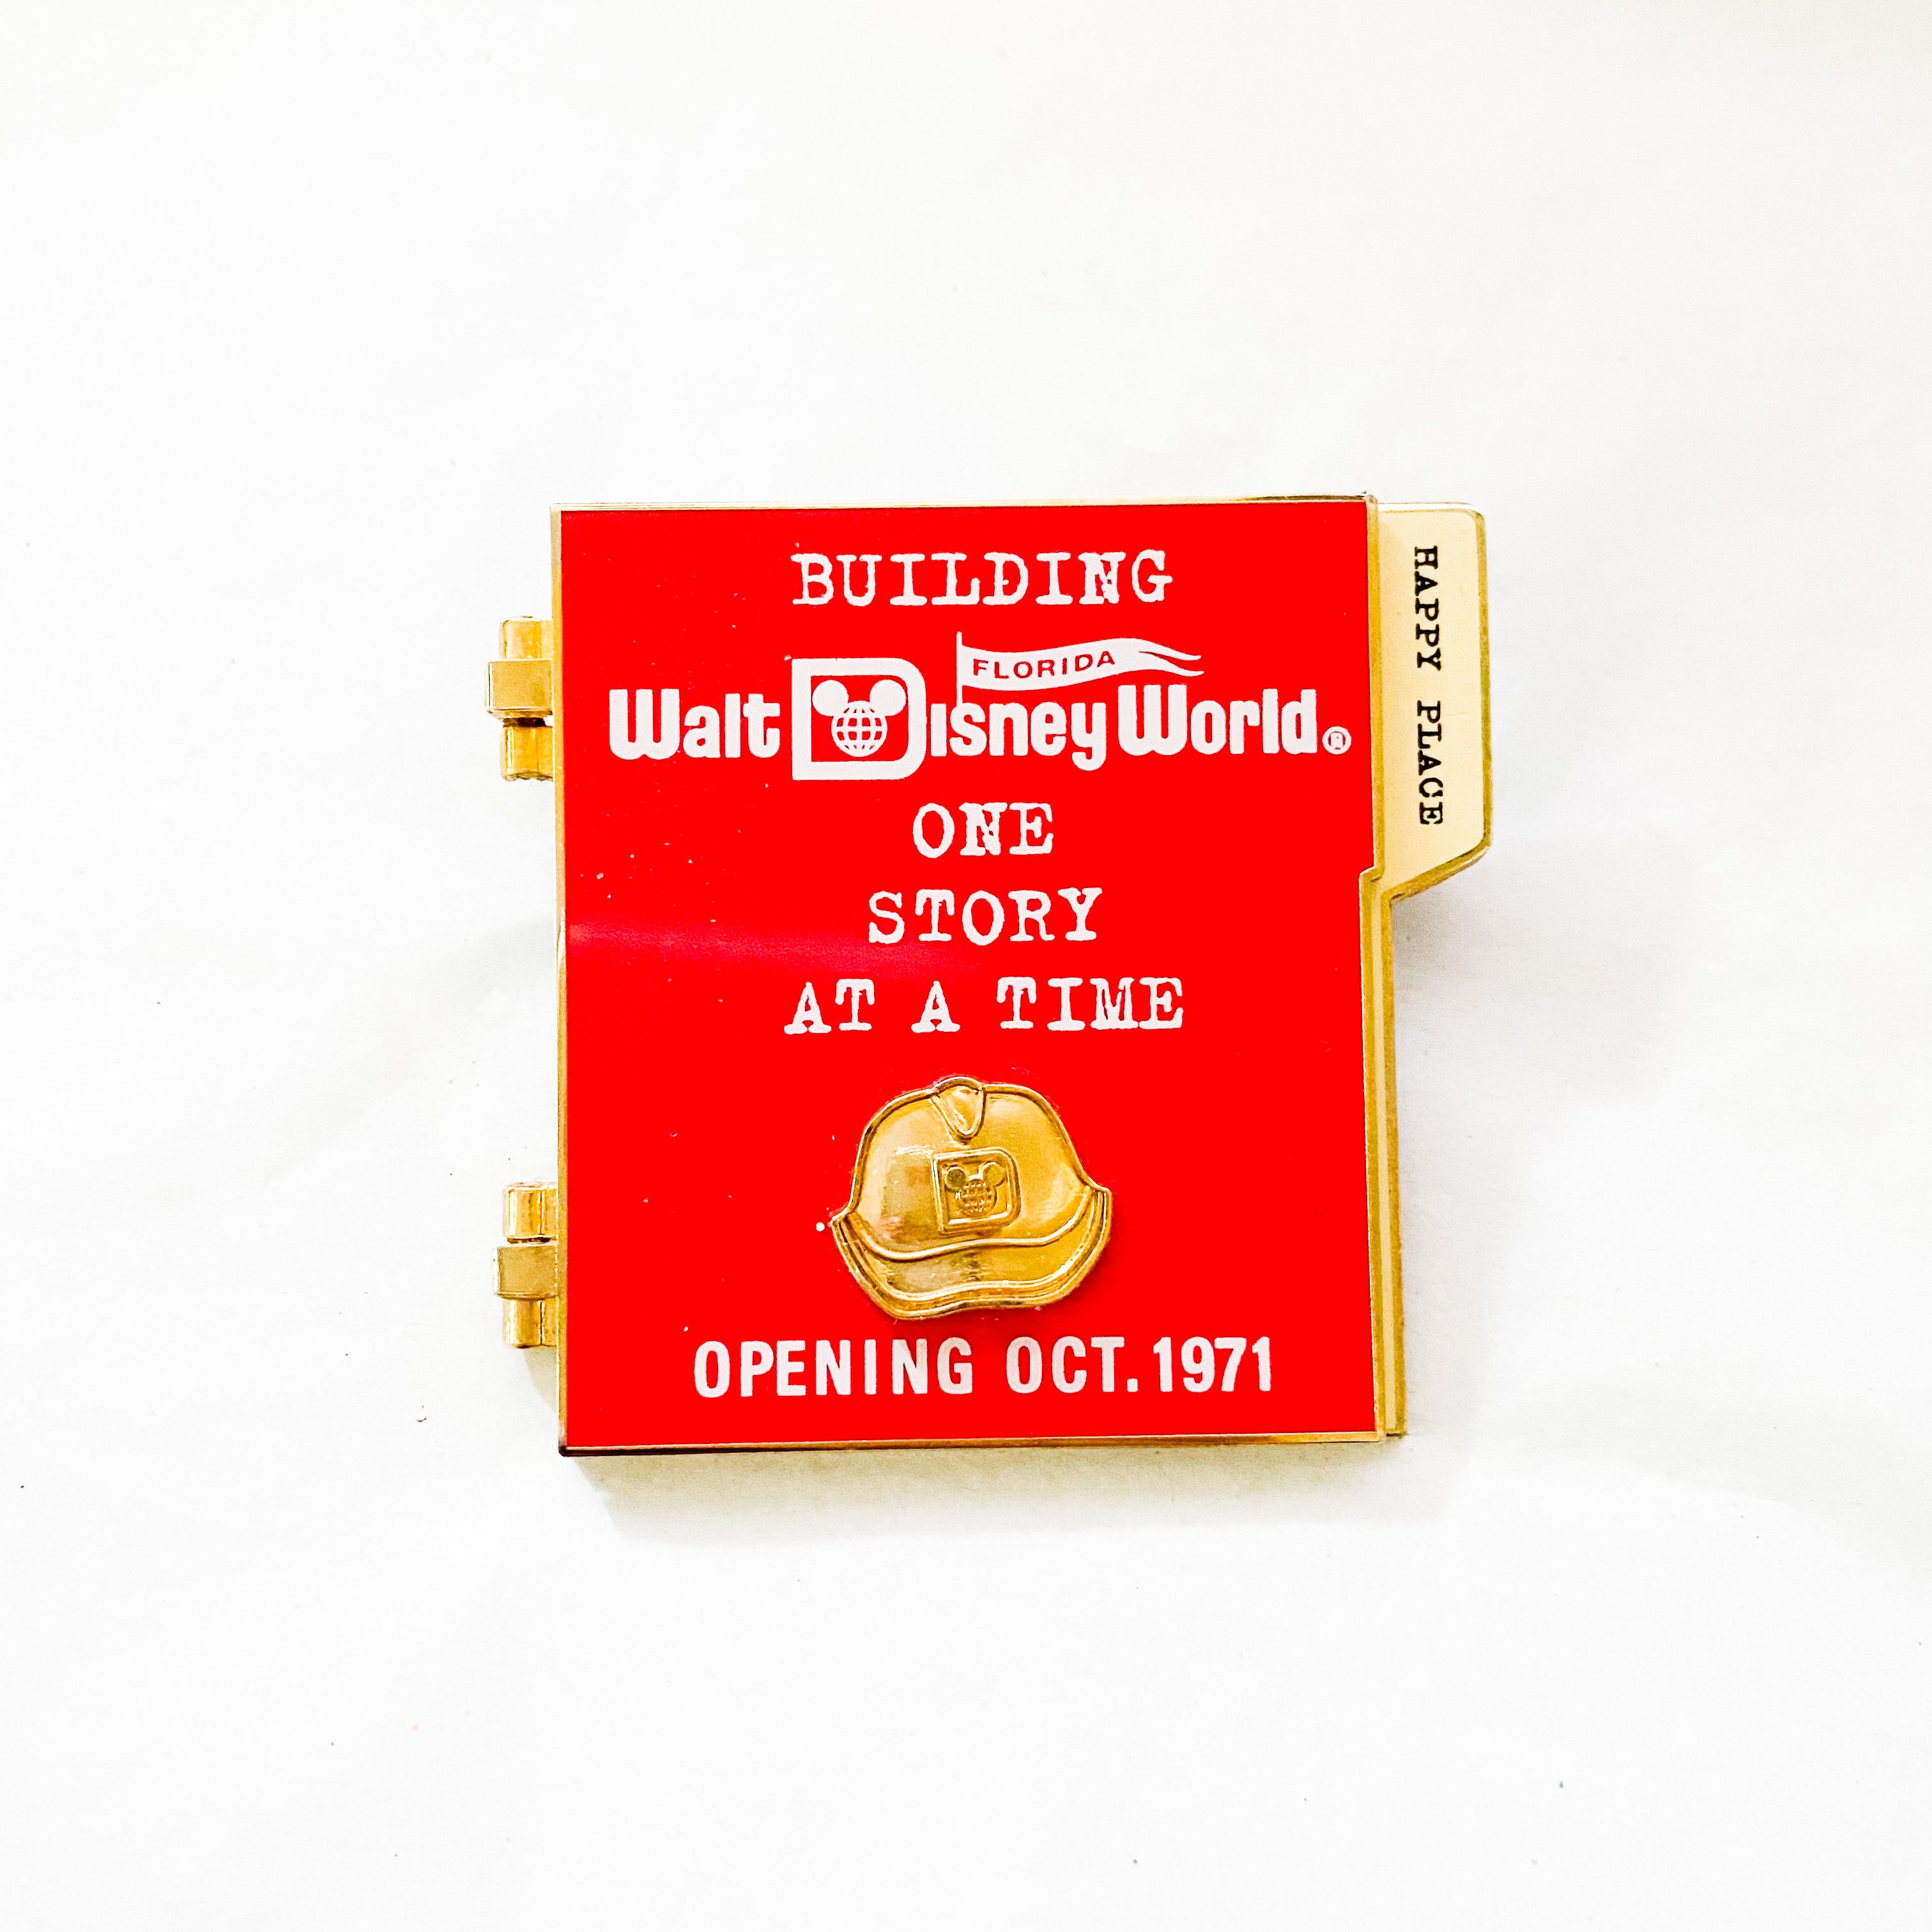 BUILDING
FLORIDA
Walt Disney World®
ONE
STORY
AT A TIME
OPENING OCT. 1971
HAPPY PLACE